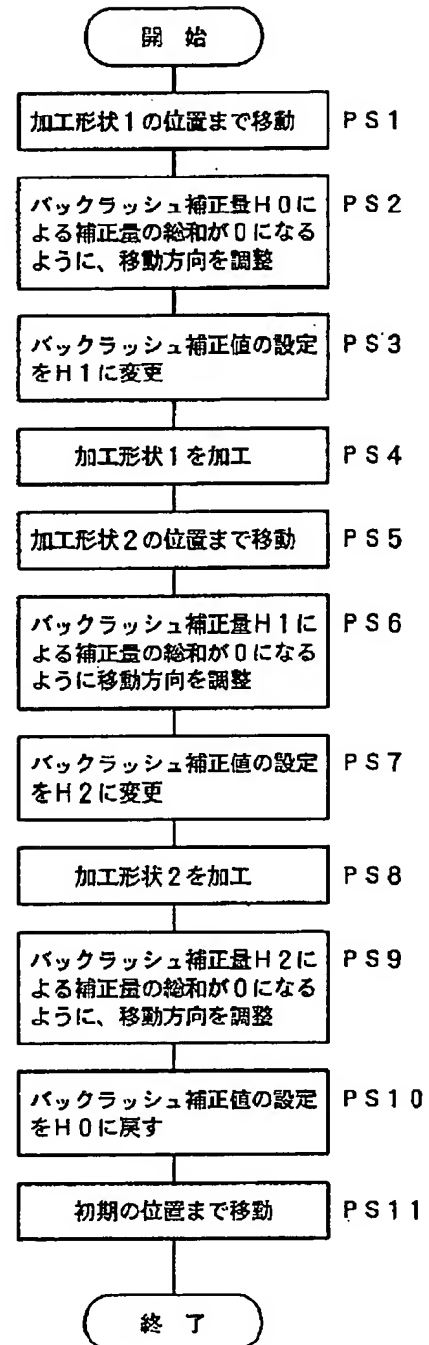 開 始
加工形状1の位置まで移動 PS1
バックラッシュ補正量H0に PS2
よる補正量の総和が0になる
ように、移動方向を調整
バックラッシュ補正値の設定 PS3
をH1に変更
加工形状1を加工 PS4
加工形状2の位置まで移動 PS5
バックラッシュ補正量H1に PS6
よる補正量の総和が0になる
ように移動方向を調整
バックラッシュ補正値の設定 PS7
をH2に変更
加工形状2を加工 PS8
バックラッシュ補正量H2に PS9
よる補正量の総和が0になる
ように、移動方向を調整
バックラッシュ補正値の設定 PS10
をH0に戻す
初期の位置まで移動 PS11
終 了